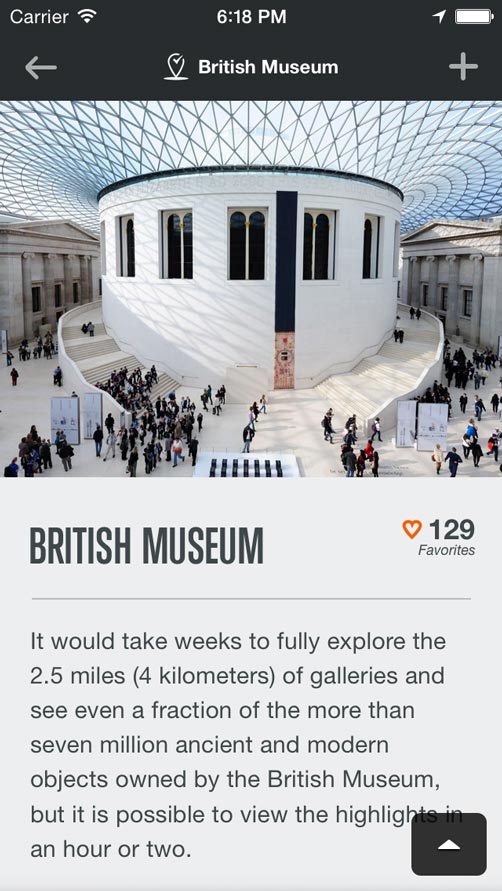 Carrier 6:18 PM
British Museum
BRITISH MUSEUM
129
Favorites
It would take weeks to fully explore the
2.5 miles (4 kilometers) of galleries and
see even a fraction of the more than
seven million ancient and modern
objects owned by the British Museum,
but it is possible to view the highlights in
an hour or two.